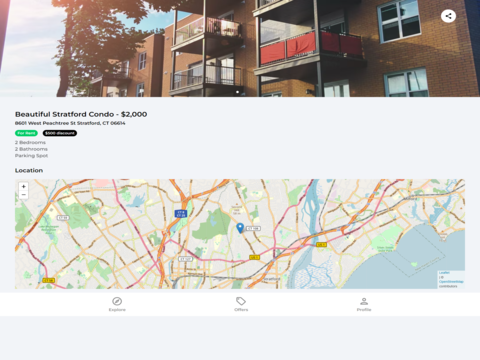 Beautiful Stratford Condo - $2,000
8601 West Peachtree St Stratford, CT 06614
For Rent $500 discount
2 Bedrooms
2 Bathrooms
Parking Spot
Location
+
−
Leaflet
| ©
OpenStreetMap
contributors
Explore
Offers
Profile